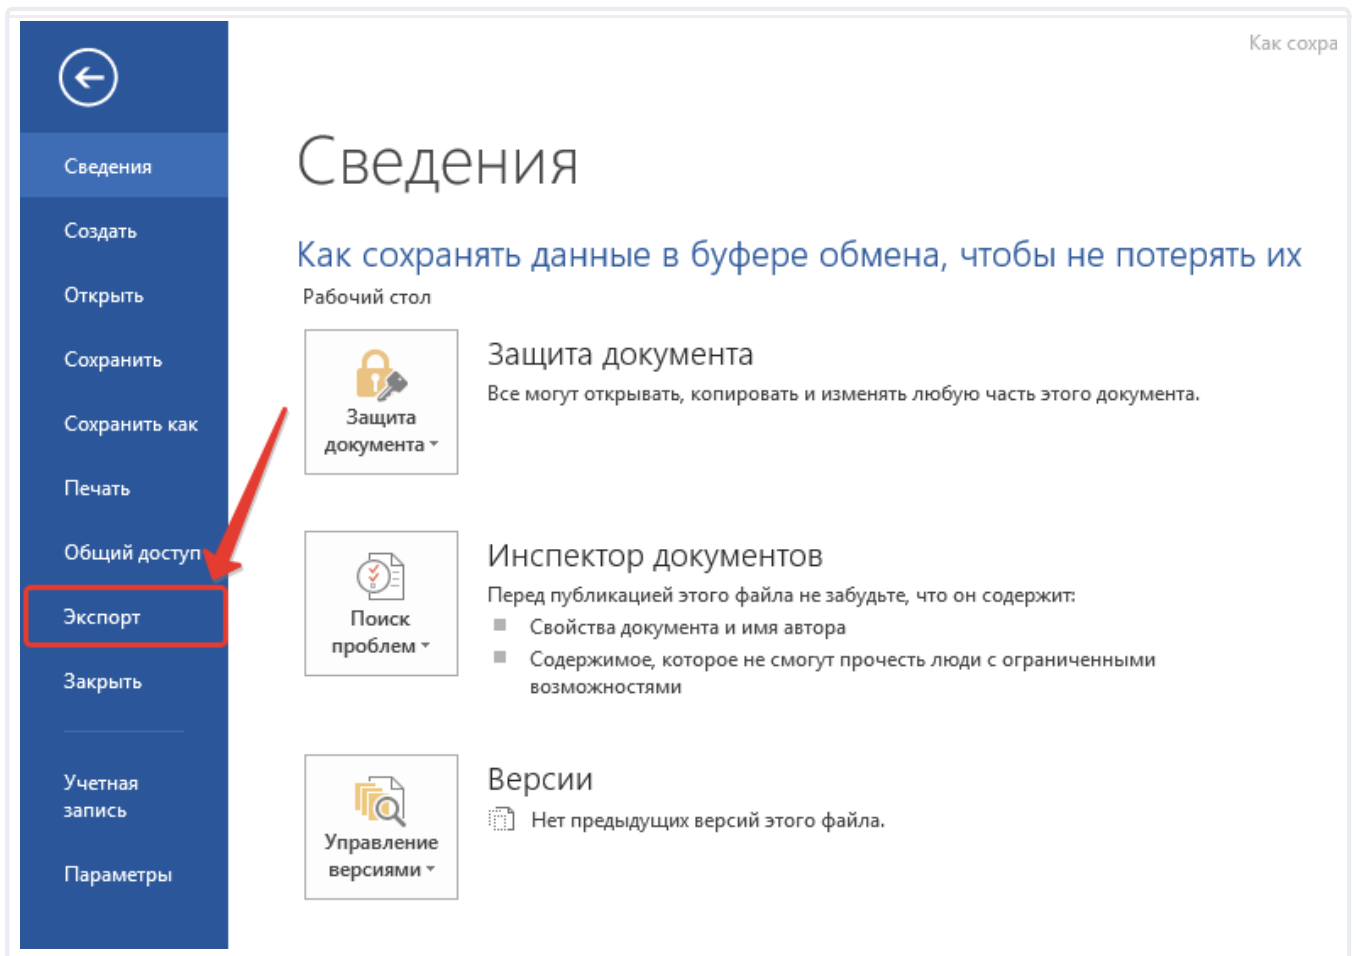 Как сохра
Сведения
Создать
Открыть
Сохранить
Сохранить как
Печать
Общий доступ
Экспорт
Закрыть
Учетная
запись
Параметры
Сведения
Как сохранять данные в буфере обмена, чтобы не потерять их
Рабочий стол
Защита
документа
Защита документа
Все могут открывать, копировать и изменять любую часть этого документа.
Поиск
проблем
Инспектор документов
Перед публикацией этого файла не забудьте, что он содержит:
Свойства документа и имя автора
Содержимое, которое не смогут прочесть люди с ограниченными
возможностями
Управление
версиями
Версии
Нет предыдущих версий этого файла.